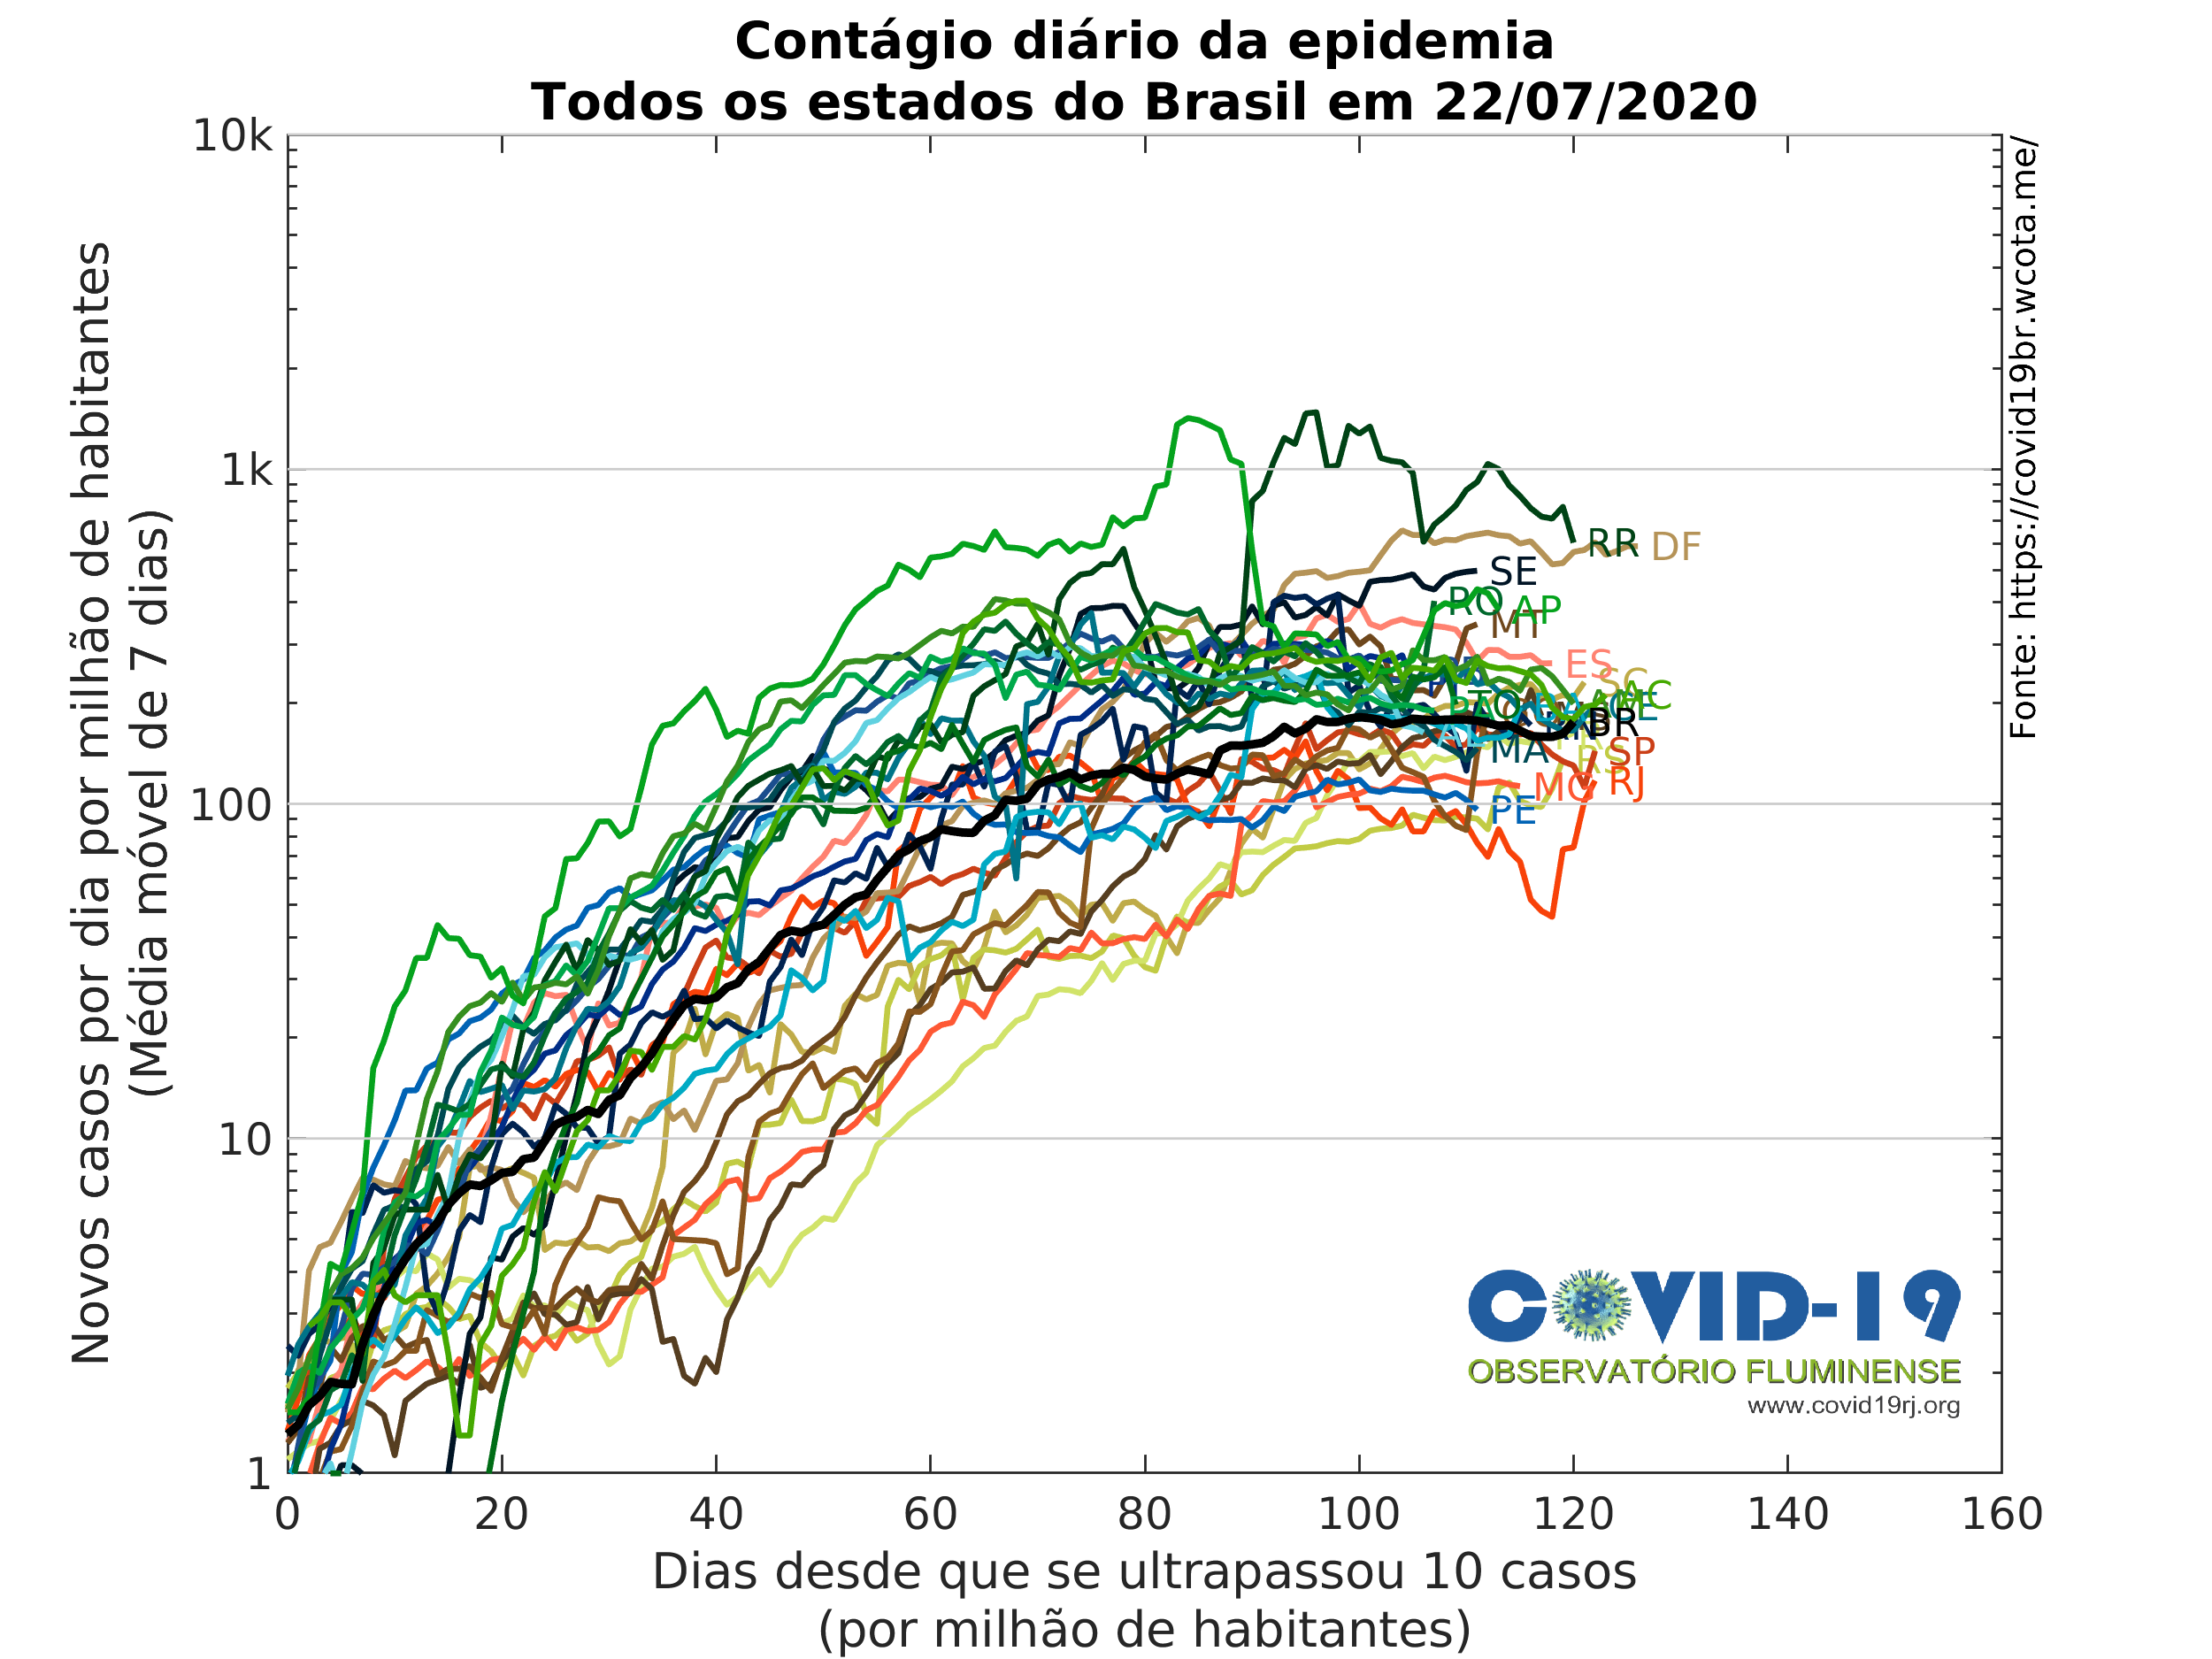 Contágio diário da epidemia
Todos os estados do Brasil em 22/07/2020
Novos casos por dia por milhão de habitantes
(Média móvel de 7 dias)
10k
1k
100
10
1
0 20 40 60 80 100 120 140 160
Dias desde que se ultrapassou 10 casos
(por milhão de habitantes)
Fonte: https://covid19br.wcota.me/
RR
DF
SE
RO
AP
MT
ES
SC
AC
BR
MA
SP
RS
RJ
MG
PE
COVID-19
OBSERVATÓRIO FLUMINENSE
www.covid19rj.org